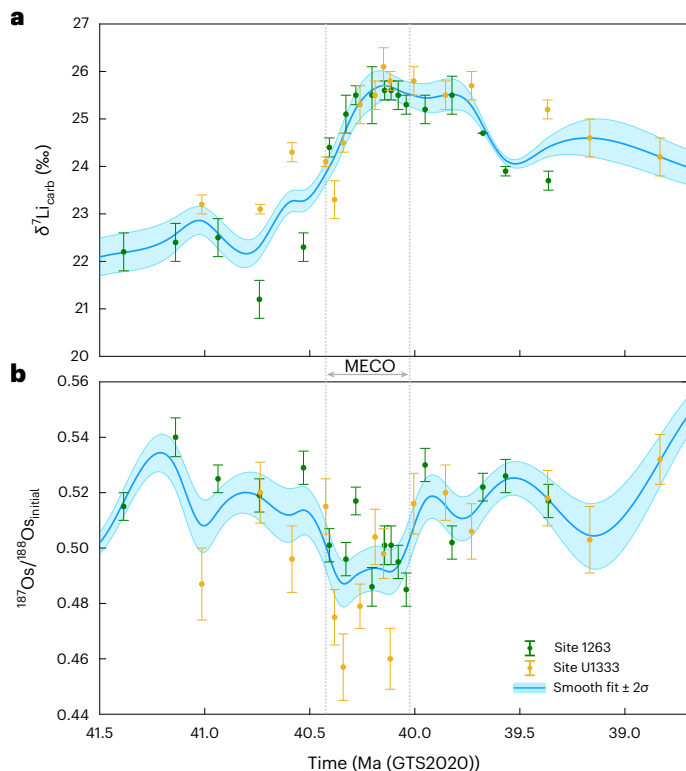 a
27
26
25
24
23
22
21
20
δ⁷Li_carb (‰)
MECO
b
0.56
0.54
0.52
0.50
0.48
0.46
0.44
¹⁸⁷Os/¹⁸⁸Os_initial
Site 1263
Site U1333
Smooth fit ± 2σ
41.5 41.0 40.5 40.0 39.5 39.0
Time (Ma (GTS2020))